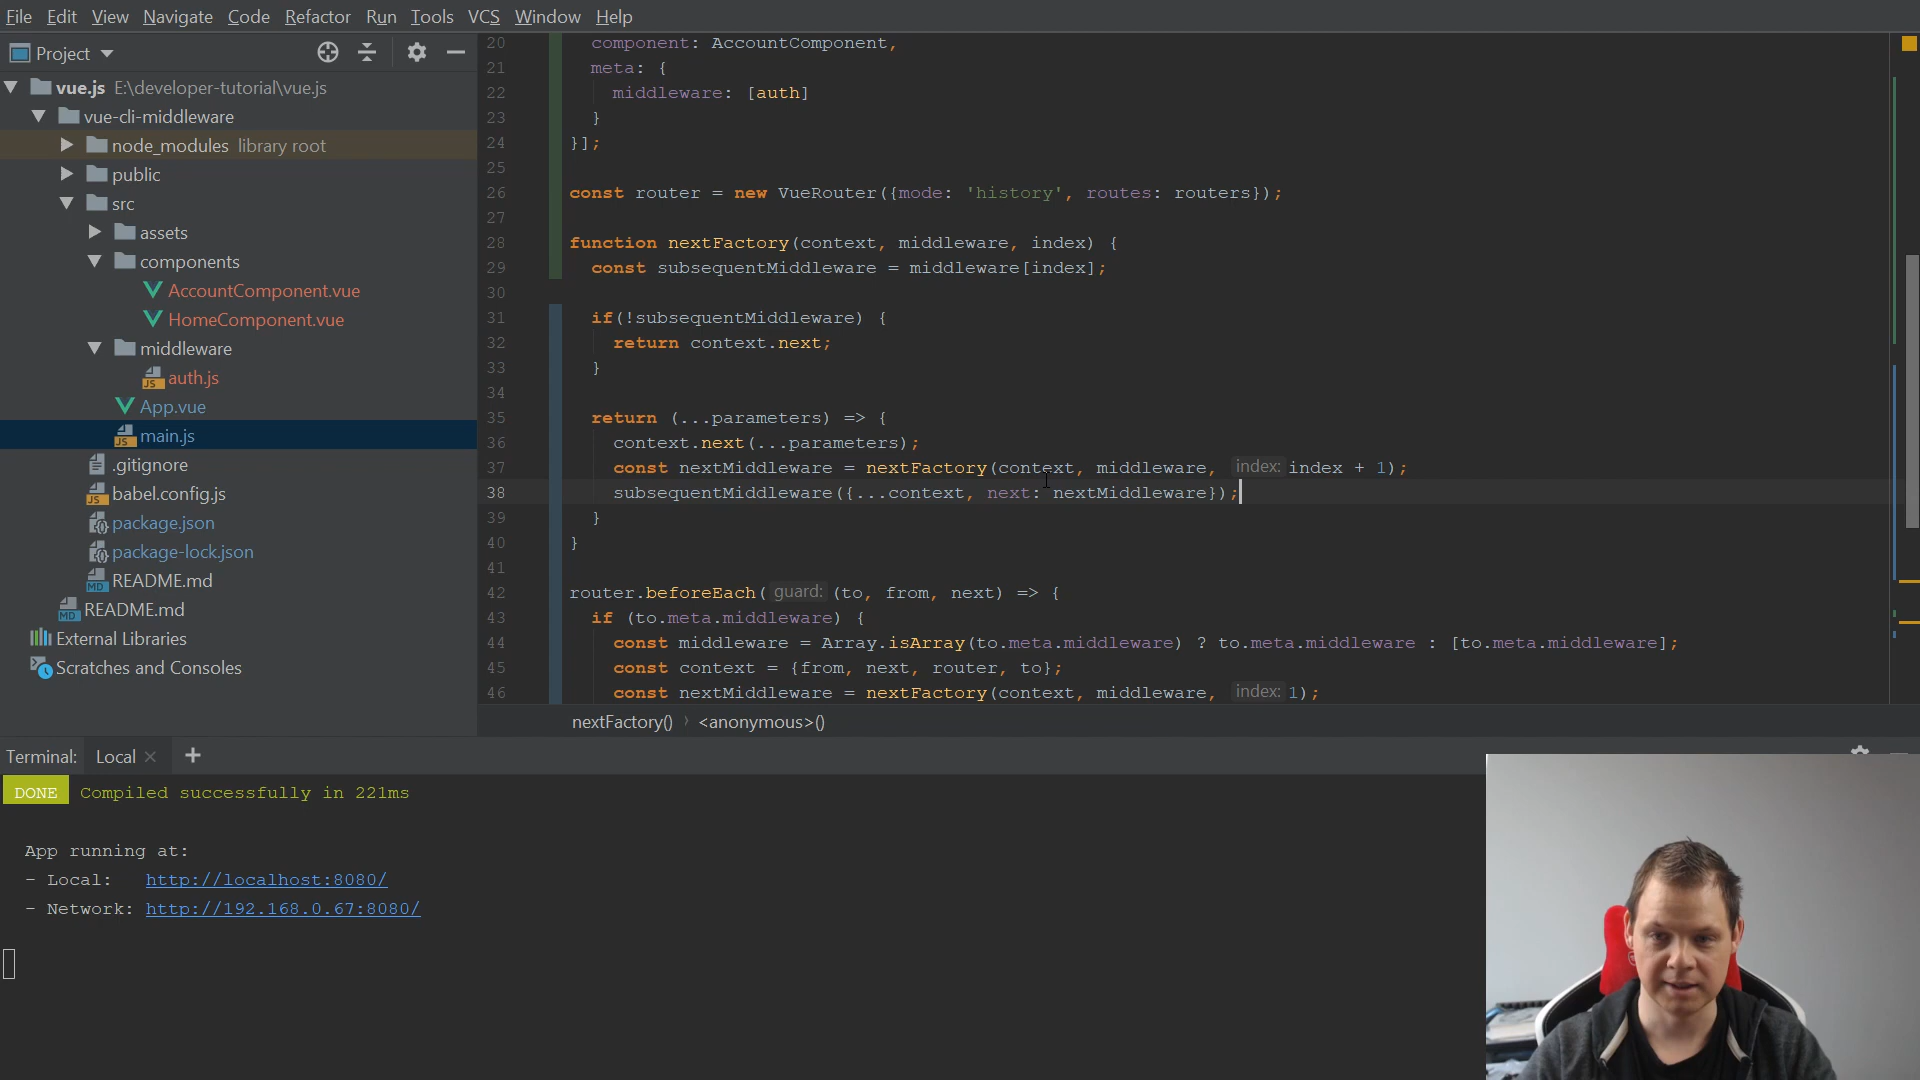 File Edit View Navigate Code Refactor Run Tools VCS Window Help
Project
vue.js E:\developer-tutorial\vue.js
vue-cli-middleware
node_modules library root
public
src
assets
components
AccountComponent.vue
HomeComponent.vue
middleware
auth.js
App.vue
main.js
.gitignore
babel.config.js
package.json
package-lock.json
README.md
README.md
External Libraries
Scratches and Consoles
20 component: AccountComponent,
21 meta: {
22 middleware: [auth]
23 }
24 }];
25
26 const router = new VueRouter({mode: 'history', routes: routers});
27
28 function nextFactory(context, middleware, index) {
29 const subsequentMiddleware = middleware[index];
30
31 if(!subsequentMiddleware) {
32 return context.next;
33 }
34
35 return (...parameters) => {
36 context.next(...parameters);
37 const nextMiddleware = nextFactory(context, middleware, index: index + 1);
38 subsequentMiddleware({...context, next: nextMiddleware});
39 }
40 }
41
42 router.beforeEach( guard: (to, from, next) => {
43 if (to.meta.middleware) {
44 const middleware = Array.isArray(to.meta.middleware) ? to.meta.middleware : [to.meta.middleware];
45 const context = {from, next, router, to};
46 const nextMiddleware = nextFactory(context, middleware, index: 1);
nextFactory() › <anonymous>()
Terminal: Local × +
DONE Compiled successfully in 221ms
App running at:
- Local: http://localhost:8080/
- Network: http://192.168.0.67:8080/